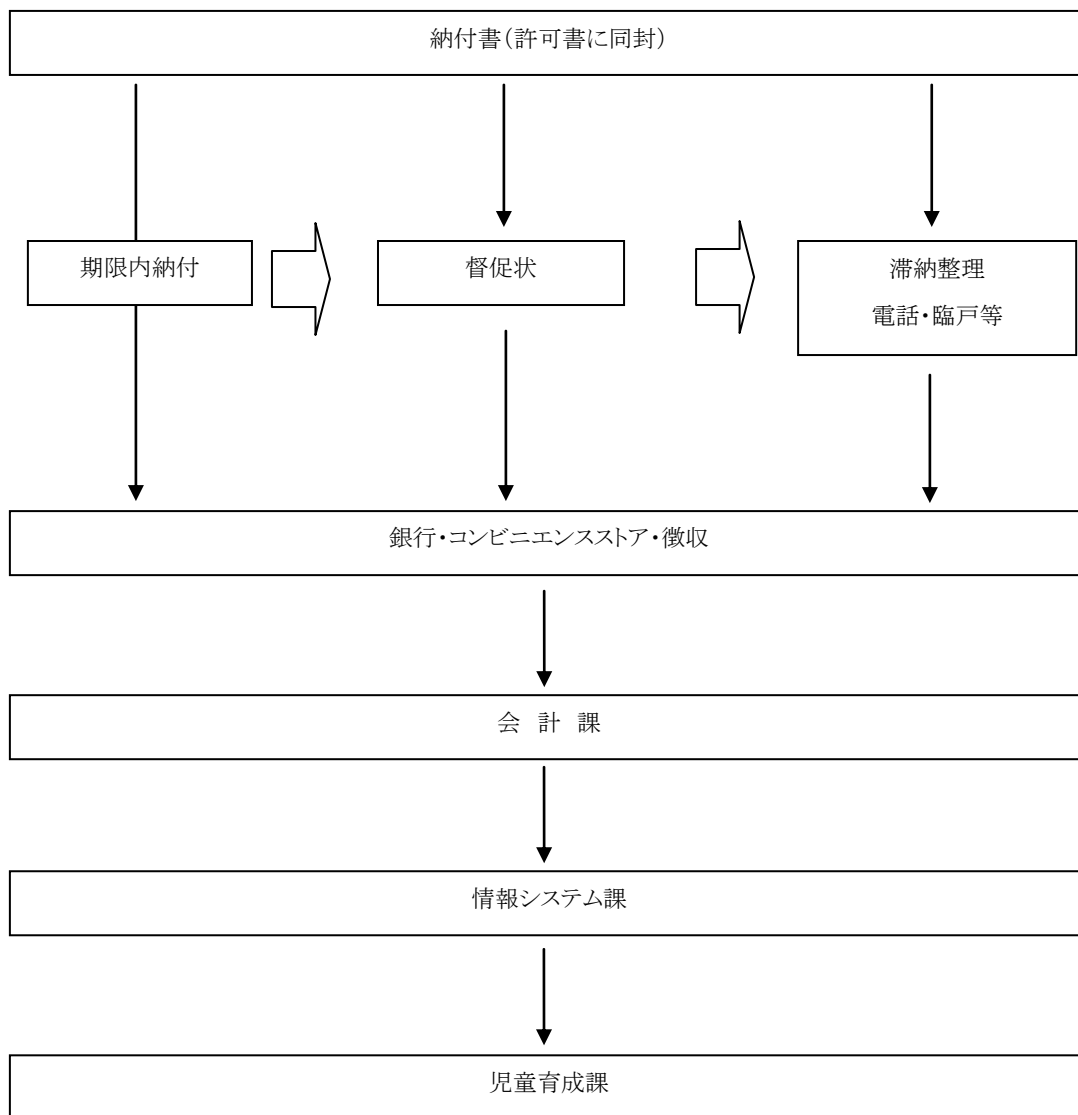 納付書（許可書に同封）
期限内納付
督促状
滞納整理
電話・臨戸等
銀行・コンビニエンスストア・徴収
会 計 課
情報システム課
児童育成課